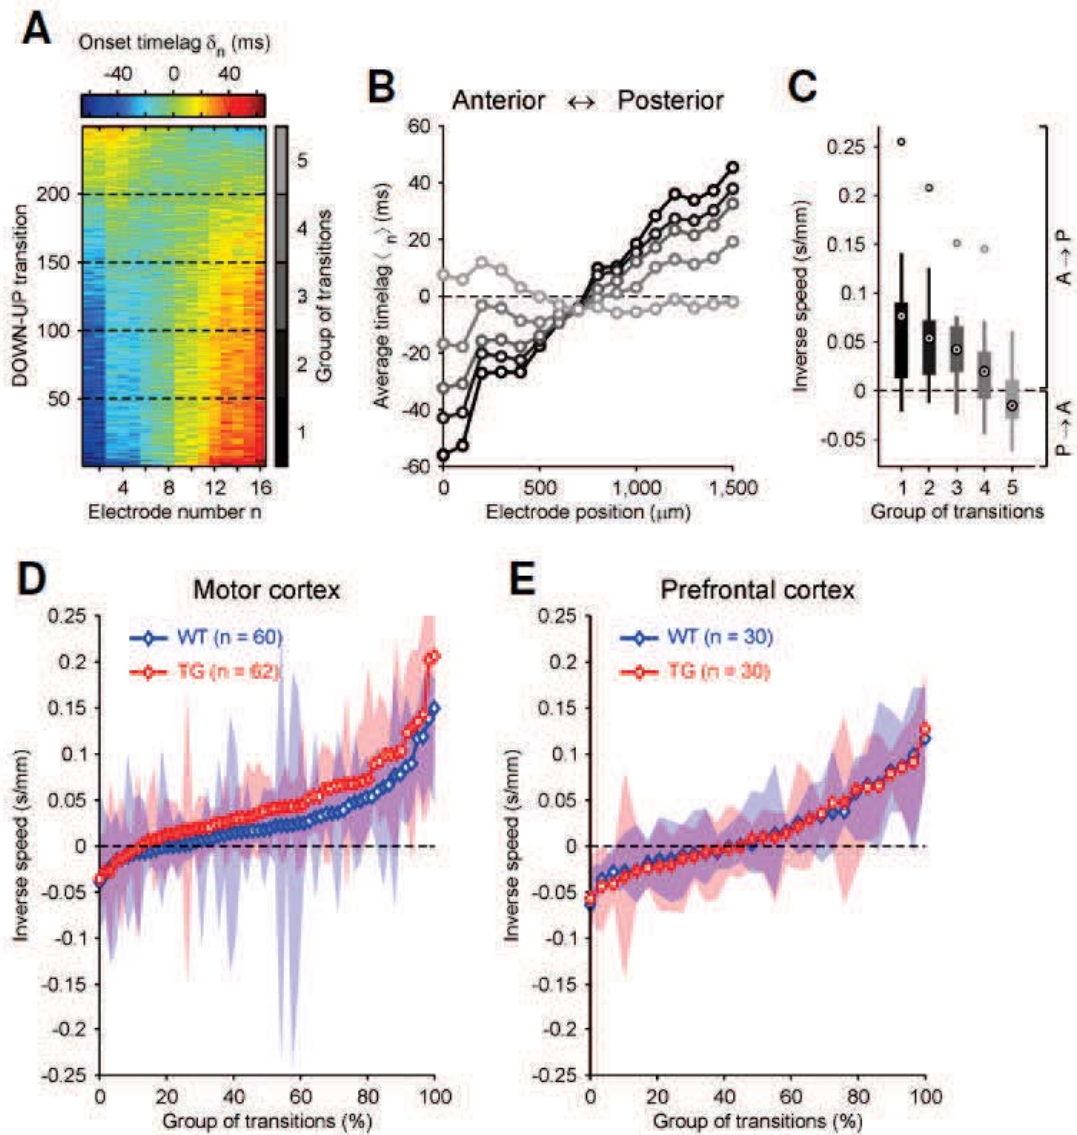 A
Onset timelag δn (ms)
-40 0 40
DOWN-UP transition
200
150
100
50
4 8 12 16
Electrode number n
5
4
3
2
1
Group of transitions
B
Anterior ↔ Posterior
Average timelag ⟨ n⟩ (ms)
60
40
20
0
-20
-40
-60
0 500 1,000 1,500
Electrode position (μm)
C
Inverse speed (s/mm)
0.25
0.2
0.15
0.1
0.05
0
-0.05
1 2 3 4 5
Group of transitions
A→P
P→A
D
Motor cortex
WT (n = 60)
TG (n = 62)
Inverse speed (s/mm)
0.25
0.2
0.15
0.1
0.05
0
-0.05
-0.1
-0.15
-0.2
-0.25
0 20 40 60 80 100
Group of transitions (%)
E
Prefrontal cortex
WT (n = 30)
TG (n = 30)
Inverse speed (s/mm)
0.25
0.2
0.15
0.1
0.05
0
-0.05
-0.1
-0.15
-0.2
-0.25
0 20 40 60 80 100
Group of transitions (%)